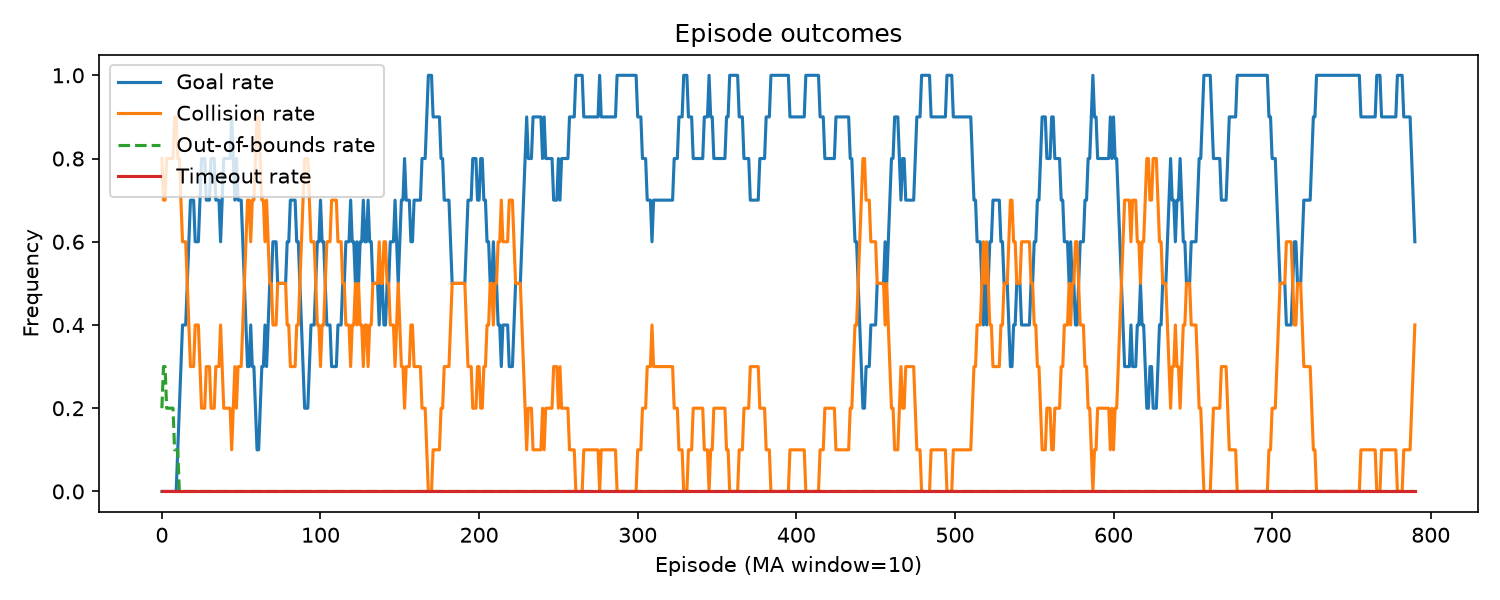 Episode outcomes
Goal rate
Collision rate
Out-of-bounds rate
Timeout rate
Frequency
1.0
0.8
0.6
0.4
0.2
0.0
0 100 200 300 400 500 600 700 800
Episode (MA window=10)